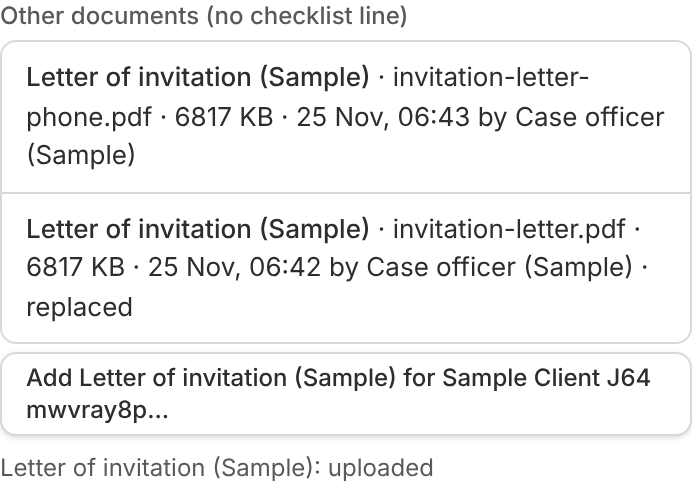 Other documents (no checklist line)
Letter of invitation (Sample) · invitation-letter-
phone.pdf · 6817 KB · 25 Nov, 06:43 by Case officer
(Sample)
Letter of invitation (Sample) · invitation-letter.pdf ·
6817 KB · 25 Nov, 06:42 by Case officer (Sample) ·
replaced
Add Letter of invitation (Sample) for Sample Client J64
mwvray8p...
Letter of invitation (Sample): uploaded